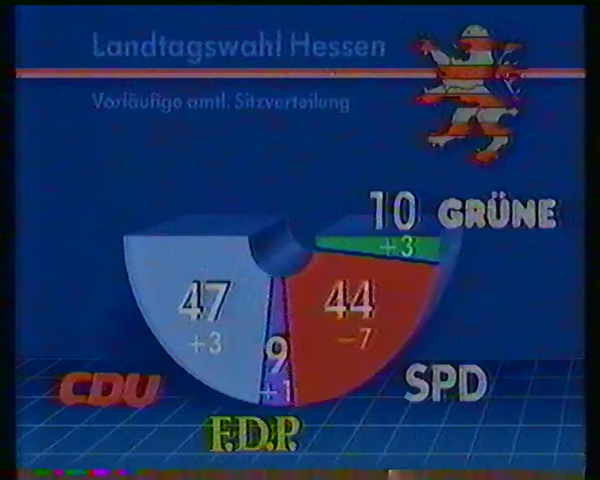 Landtagswahl Hessen
Vorläufige amtl. Sitzverteilung
10 GRÜNE
+3
47
+3
44
-7
9
+1
CDU
SPD
F.D.P.